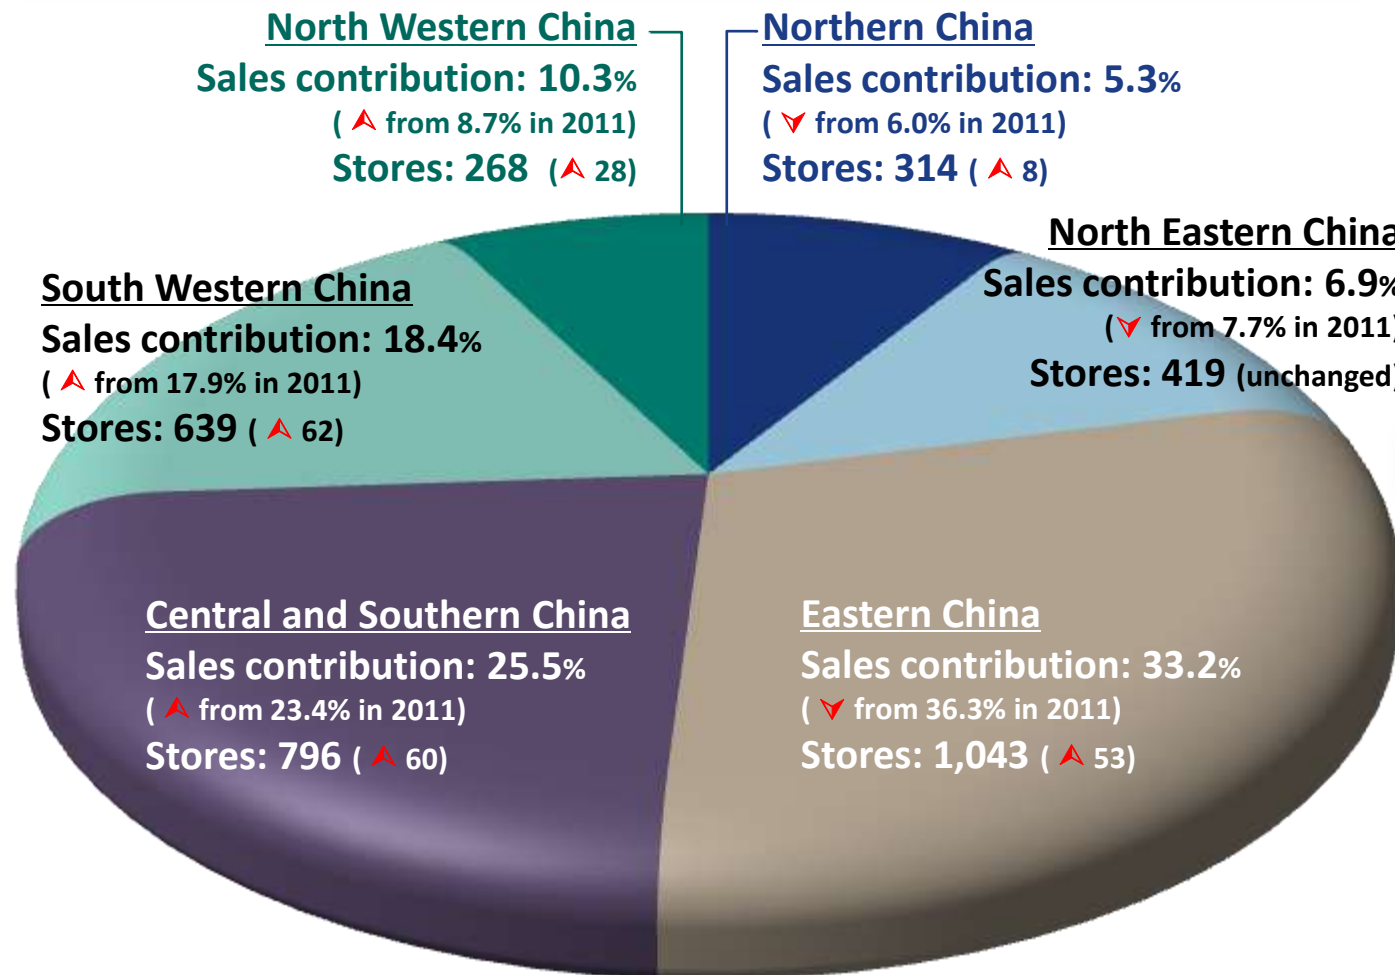 North Western China
Sales contribution: 10.3%
( from 8.7% in 2011)
Stores: 268 ( 28)
Northern China
Sales contribution: 5.3%
( from 6.0% in 2011)
Stores: 314 ( 8)
North Eastern China
Sales contribution: 6.9%
( from 7.7% in 2011)
Stores: 419 (unchanged)
South Western China
Sales contribution: 18.4%
( from 17.9% in 2011)
Stores: 639 ( 62)
Central and Southern China
Sales contribution: 25.5%
( from 23.4% in 2011)
Stores: 796 ( 60)
Eastern China
Sales contribution: 33.2%
( from 36.3% in 2011)
Stores: 1,043 ( 53)